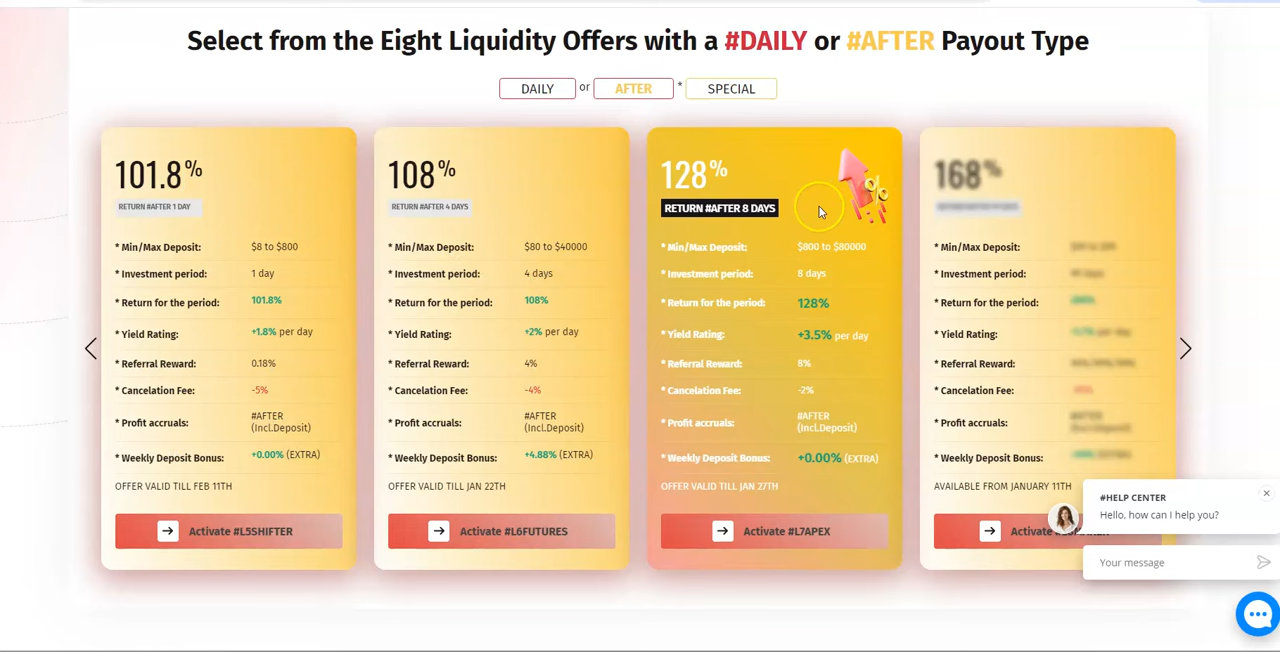 Select from the Eight Liquidity Offers with a #DAILY or #AFTER Payout Type
DAILY or AFTER * SPECIAL
101.8%
RETURN #AFTER 1 DAY
* Min/Max Deposit: $8 to $800
* Investment period: 1 day
* Return for the period: 101.8%
* Yield Rating: +1.8% per day
* Referral Reward: 0.18%
* Cancelation Fee: -5%
* Profit accruals: #AFTER
(Incl.Deposit)
* Weekly Deposit Bonus: +0.00% (EXTRA)
OFFER VALID TILL FEB 11TH
Activate #L5SHIFTER
108%
RETURN #AFTER 4 DAYS
* Min/Max Deposit: $80 to $40000
* Investment period: 4 days
* Return for the period: 108%
* Yield Rating: +2% per day
* Referral Reward: 4%
* Cancelation Fee: -4%
* Profit accruals: #AFTER
(Incl.Deposit)
* Weekly Deposit Bonus: +4.88% (EXTRA)
OFFER VALID TILL JAN 22TH
Activate #L6FUTURES
128%
RETURN #AFTER 8 DAYS
%
* Min/Max Deposit: $800 to $80000
* Investment period: 8 days
* Return for the period: 128%
* Yield Rating: +3.5% per day
* Referral Reward: 8%
* Cancelation Fee: -2%
* Profit accruals: #AFTER
(Incl.Deposit)
* Weekly Deposit Bonus: +0.00% (EXTRA)
OFFER VALID TILL JAN 27TH
Activate #L7APEX
168%
* Min/Max Deposit:
* Investment period:
* Return for the period:
* Yield Rating:
* Referral Reward:
* Cancelation Fee:
* Profit accruals:
* Weekly Deposit Bonus:
AVAILABLE FROM JANUARY 11TH
#HELP CENTER
Hello, how can I help you?
Your message